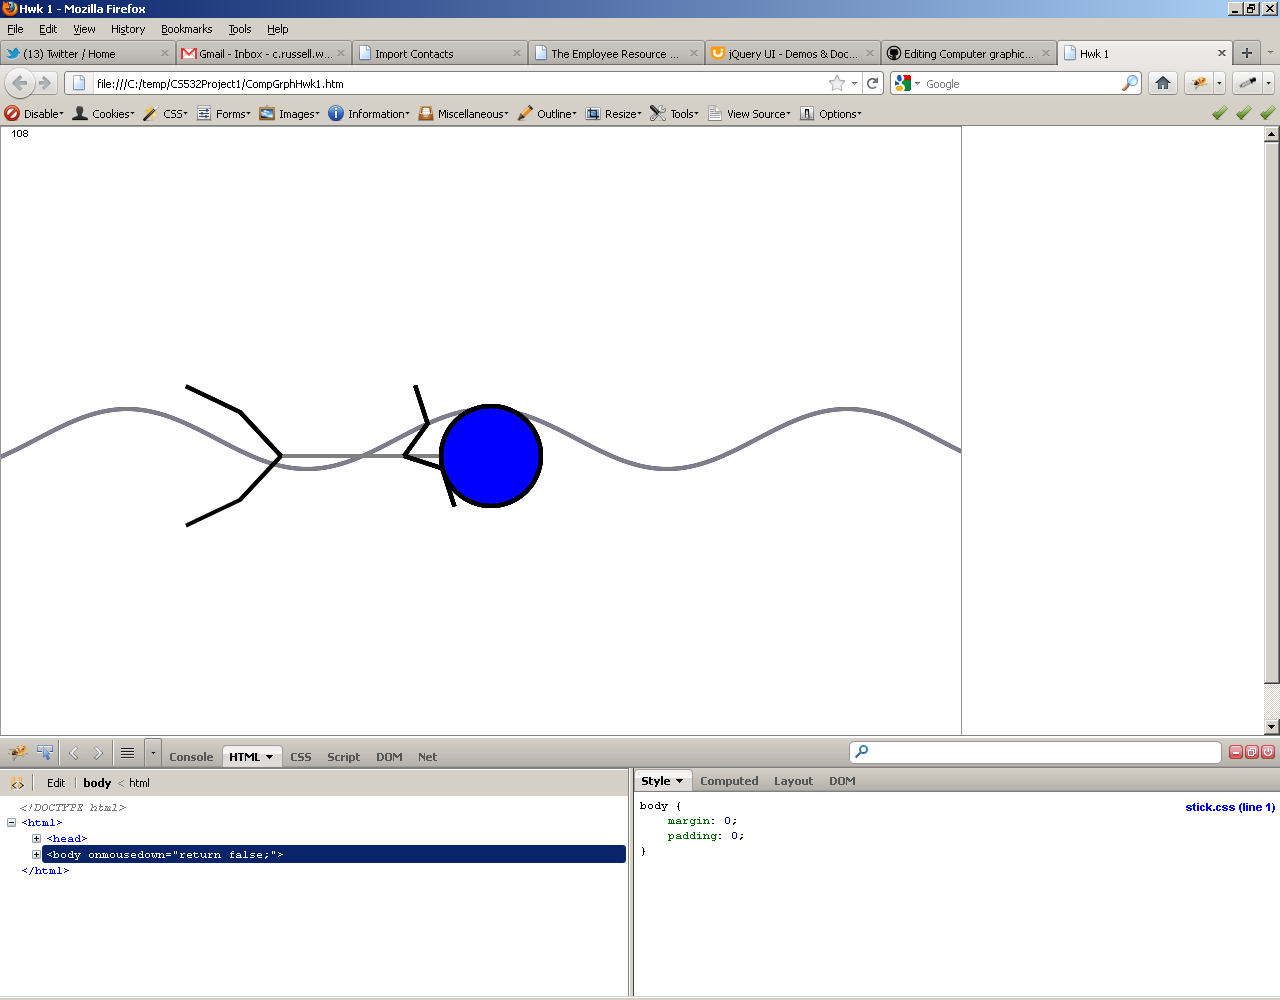 Hwk 1 - Mozilla Firefox
File Edit View History Bookmarks Tools Help
(13) Twitter / Home Gmail - Inbox - c.russell.w... Import Contacts The Employee Resource ... jQuery UI - Demos & Doc... Editing Computer graphic... Hwk 1
file:///C:/temp/CS532Project1/CompGrphHwk1.htm Google
Disable Cookies CSS Forms Images Information Miscellaneous Outline Resize Tools View Source Options
108
Console HTML CSS Script DOM Net
Edit body < html
Style Computed Layout DOM
<!DOCTYPE html>
<html>
<head>
<body onmousedown="return false;">
</html>
body { stick.css (line 1)
margin: 0;
padding: 0;
}